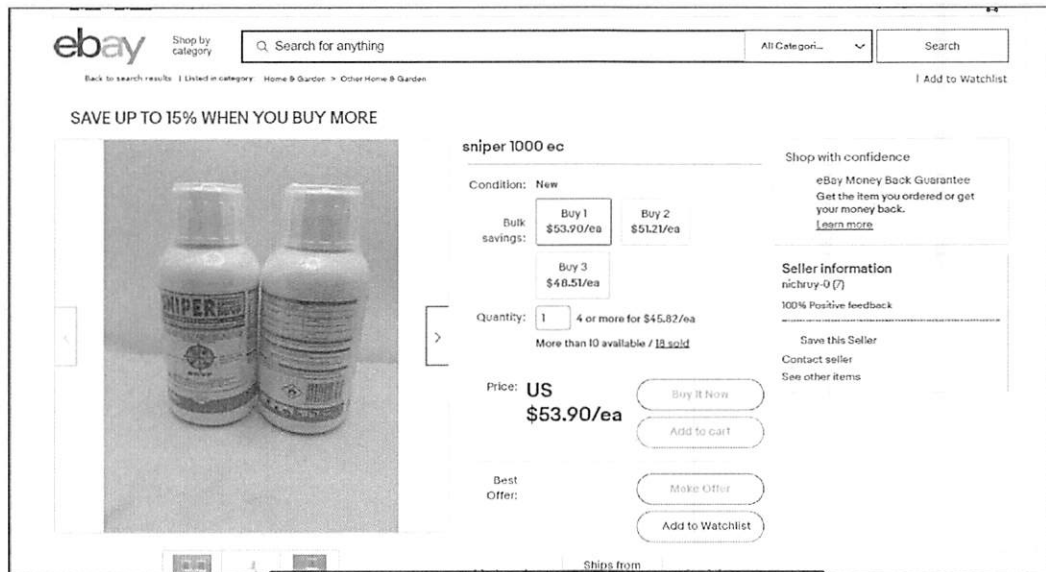 ebay
Shop by
category
Search for anything
All Categori...
Search
Back to search results | Listed in category: Home & Garden > Other Home & Garden
| Add to Watchlist
SAVE UP TO 15% WHEN YOU BUY MORE
SNIPER
sniper 1000 ec
Condition: New
Bulk
savings:
Buy 1
$53.90/ea
Buy 2
$51.21/ea
Buy 3
$48.51/ea
Quantity: 1 4 or more for $45.82/ea
More than 10 available / 18 sold
Price: US
$53.90/ea
Buy It Now
Add to cart
Best
Offer:
Make Offer
Add to Watchlist
Ships from
Shop with confidence
eBay Money Back Guarantee
Get the item you ordered or get
your money back.
Learn more
Seller information
nichruy-0 (7)
100% Positive feedback
Save this Seller
Contact seller
See other items